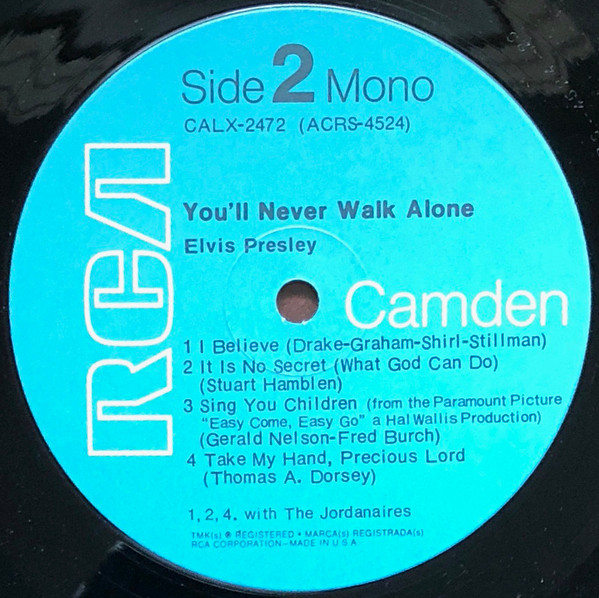 Side 2 Mono
CALX-2472 (ACRS-4524)
You'll Never Walk Alone
Elvis Presley
RCA
Camden
1 I Believe (Drake-Graham-Shirl-Stillman)
2 It Is No Secret (What God Can Do)
(Stuart Hamblen)
3 Sing You Children (from the Paramount Picture
"Easy Come, Easy Go" a Hal Wallis Production)
(Gerald Nelson-Fred Burch)
4 Take My Hand, Precious Lord
(Thomas A. Dorsey)
1,2,4. with The Jordanaires
TMK(s) ® REGISTERED • MARCA(s) REGISTRADA(s)
RCA CORPORATION-MADE IN U S A